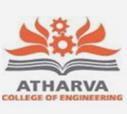 ATHARVA
COLLEGE OF ENGINEERING